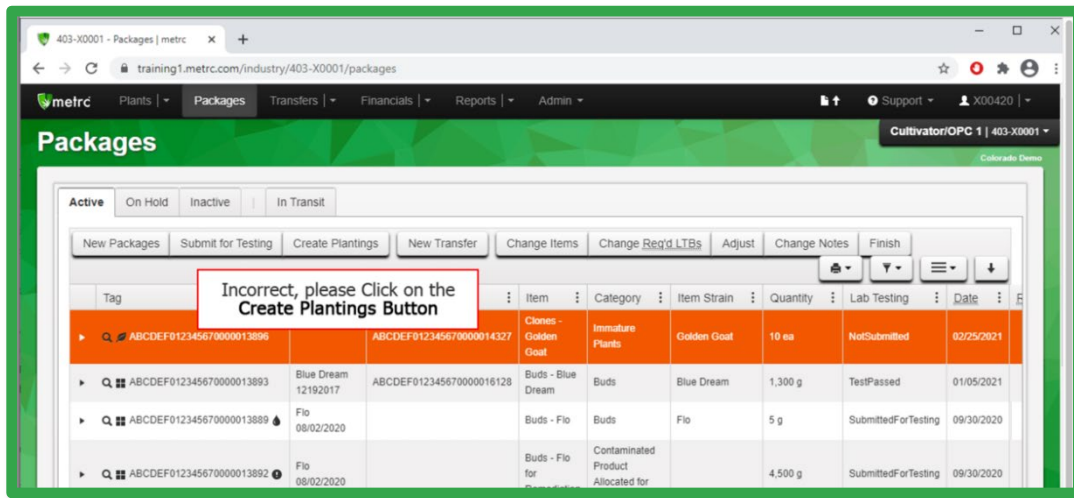 403-X0001 - Packages | metrc
training1.metrc.com/industry/403-X0001/packages
metrc Plants Packages Transfers Financials Reports Admin Support X00420
Packages
Cultivator/OPC 1 | 403-X0001
Colorado Demo
Active On Hold Inactive In Transit
New Packages Submit for Testing Create Plantings New Transfer Change Items Change Req'd LTBs Adjust Change Notes Finish
Incorrect, please Click on the
Create Plantings Button
Tag Item Category Item Strain Quantity Lab Testing Date
ABCDEF012345670000013896 ABCDEF012345670000014327 Clones - Golden Goat Immature Plants Golden Goat 10 ea NotSubmitted 02/25/2021
ABCDEF012345670000013893 Blue Dream 12192017 ABCDEF012345670000016128 Buds - Blue Dream Buds Blue Dream 1,300 g TestPassed 01/05/2021
ABCDEF012345670000013889 Flo 08/02/2020 Buds - Flo Buds Flo 5 g SubmittedForTesting 09/30/2020
ABCDEF012345670000013892 Flo 08/02/2020 Buds - Flo for Contaminated Product Allocated for 4,500 g SubmittedForTesting 09/30/2020